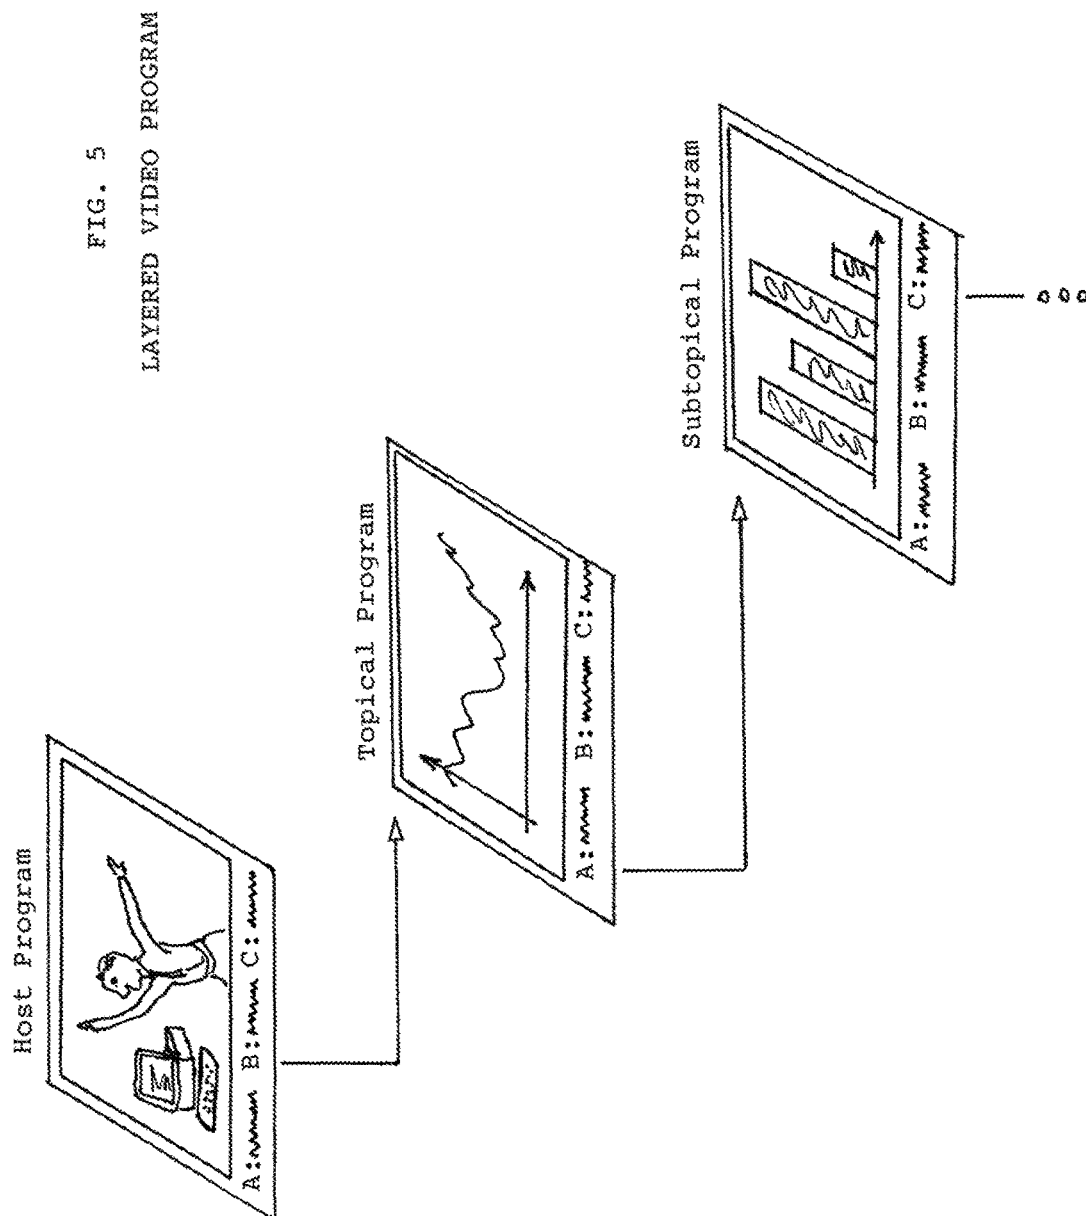 FIG. 5
LAYERED VIDEO PROGRAM
Host Program
A: B: C:
Topical Program
A: B: C:
Subtopical Program
A: B: C: